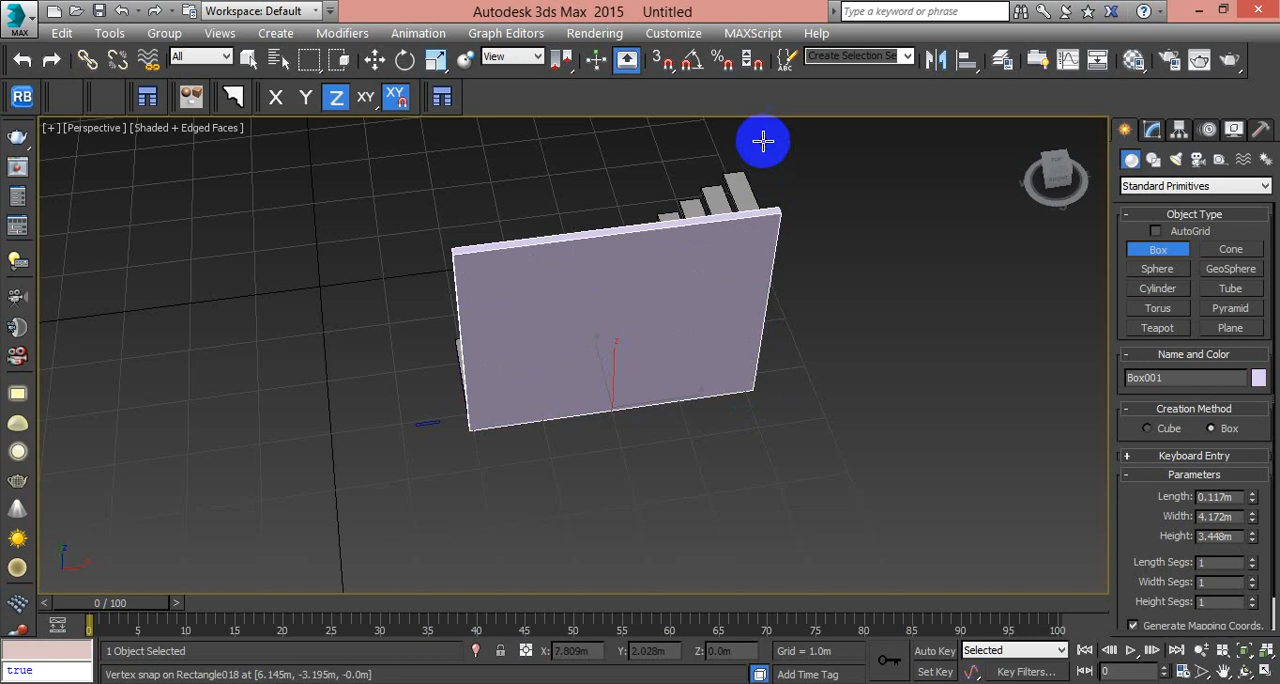 MAX
Workspace: Default
Autodesk 3ds Max 2015 Untitled
Type a keyword or phrase
Edit Tools Group Views Create Modifiers Animation Graph Editors Rendering Customize MAXScript Help
All
View
3
%
Create Selection Se
RB
X Y Z XY XY
[+] [Perspective ] [Shaded + Edged Faces ]
Standard Primitives
- Object Type
AutoGrid
Box Cone
Sphere GeoSphere
Cylinder Tube
Torus Pyramid
Teapot Plane
- Name and Color
Box001
- Creation Method
Cube Box
+ Keyboard Entry
- Parameters
Length: 0.117m
Width: 4.172m
Height: 3.448m
Length Segs: 1
Width Segs: 1
Height Segs: 1
Generate Mapping Coords.
z
z
< 0 / 100 >
0 5 10 15 20 25 30 35 40 45 50 55 60 65 70 75 80 85 90 95 100
1 Object Selected
X: 7.809m Y: 2.028m Z: 0.0m
Grid = 1.0m
Auto Key Selected
true
Vertex snap on Rectangle018 at [6.145m, -3.195m, -0.0m]
Add Time Tag
Set Key
Key Filters...
0